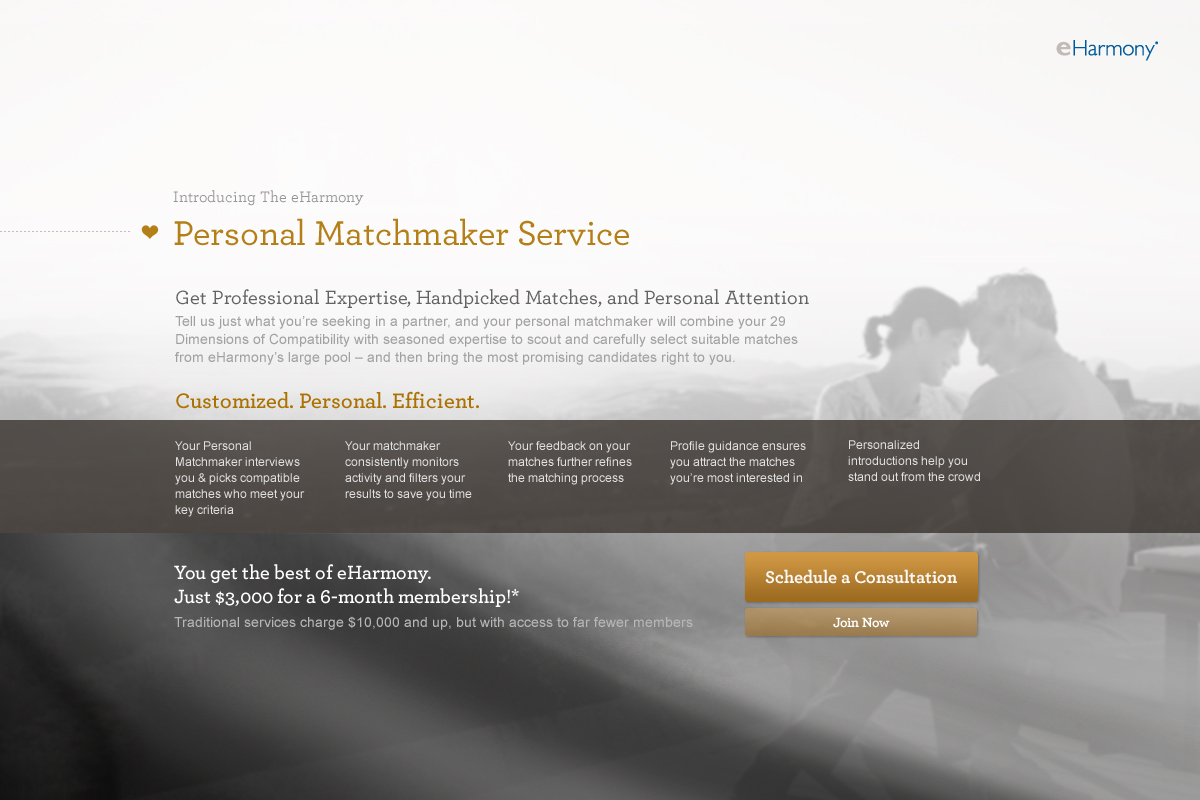 eHarmony
Introducing The eHarmony
Personal Matchmaker Service
Get Professional Expertise, Handpicked Matches, and Personal Attention
Tell us just what you’re seeking in a partner, and your personal matchmaker will combine your 29
Dimensions of Compatibility with seasoned expertise to scout and carefully select suitable matches
from eHarmony’s large pool – and then bring the most promising candidates right to you.
Customized. Personal. Efficient.
Your Personal
Matchmaker interviews
you & picks compatible
matches who meet your
key criteria
Your matchmaker
consistently monitors
activity and filters your
results to save you time
Your feedback on your
matches further refines
the matching process
Profile guidance ensures
you attract the matches
you’re most interested in
Personalized
introductions help you
stand out from the crowd
You get the best of eHarmony.
Just $3,000 for a 6-month membership!*
Traditional services charge $10,000 and up, but with access to far fewer members
Schedule a Consultation
Join Now